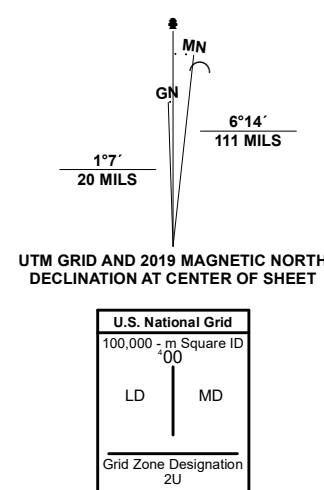 MN
GN
6°14´
111 MILS
1°7´
20 MILS
UTM GRID AND 2019 MAGNETIC NORTH
DECLINATION AT CENTER OF SHEET
U.S. National Grid
100,000 - m Square ID
⁴00
LD MD
Grid Zone Designation
2U